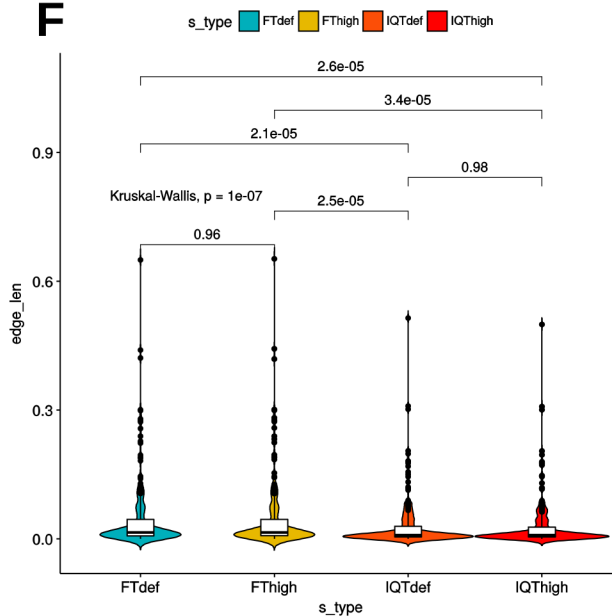 F
s_type FTdef FThigh IQTdef IQThigh
2.6e-05
3.4e-05
2.1e-05
0.98
Kruskal-Wallis, p = 1e-07
2.5e-05
0.96
edge_len
0.9
0.6
0.3
0.0
FTdef FThigh IQTdef IQThigh
s_type